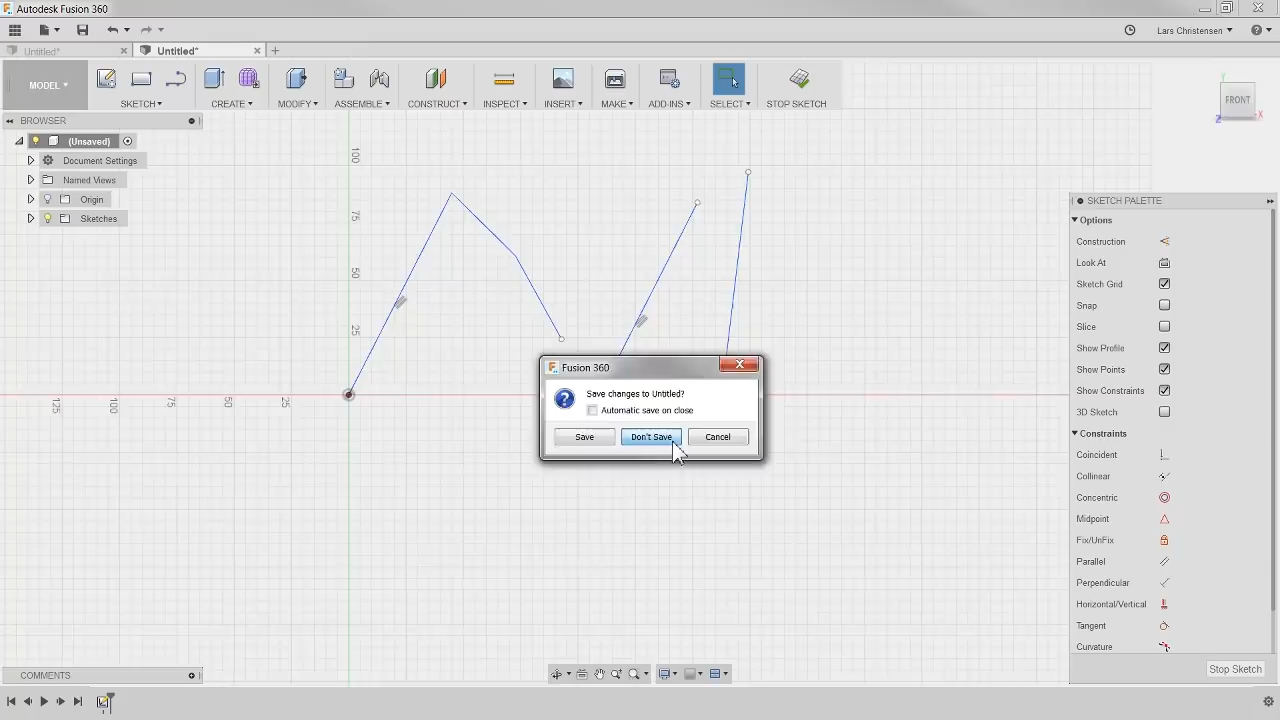 Autodesk Fusion 360
Lars Christensen
Untitled*
Untitled*
MODEL
SKETCH
CREATE
MODIFY
ASSEMBLE
CONSTRUCT
INSPECT
INSERT
MAKE
ADD-INS
SELECT
STOP SKETCH
BROWSER
(Unsaved)
Document Settings
Named Views
Origin
Sketches
FRONT
Y
X
Z
100
75
50
25
125
100
75
50
25
Fusion 360
Save changes to Untitled?
Automatic save on close
Save
Don't Save
Cancel
SKETCH PALETTE
Options
Construction
Look At
Sketch Grid
Snap
Slice
Show Profile
Show Points
Show Constraints
3D Sketch
Constraints
Coincident
Collinear
Concentric
Midpoint
Fix/UnFix
Parallel
Perpendicular
Horizontal/Vertical
Tangent
Curvature
Stop Sketch
COMMENTS